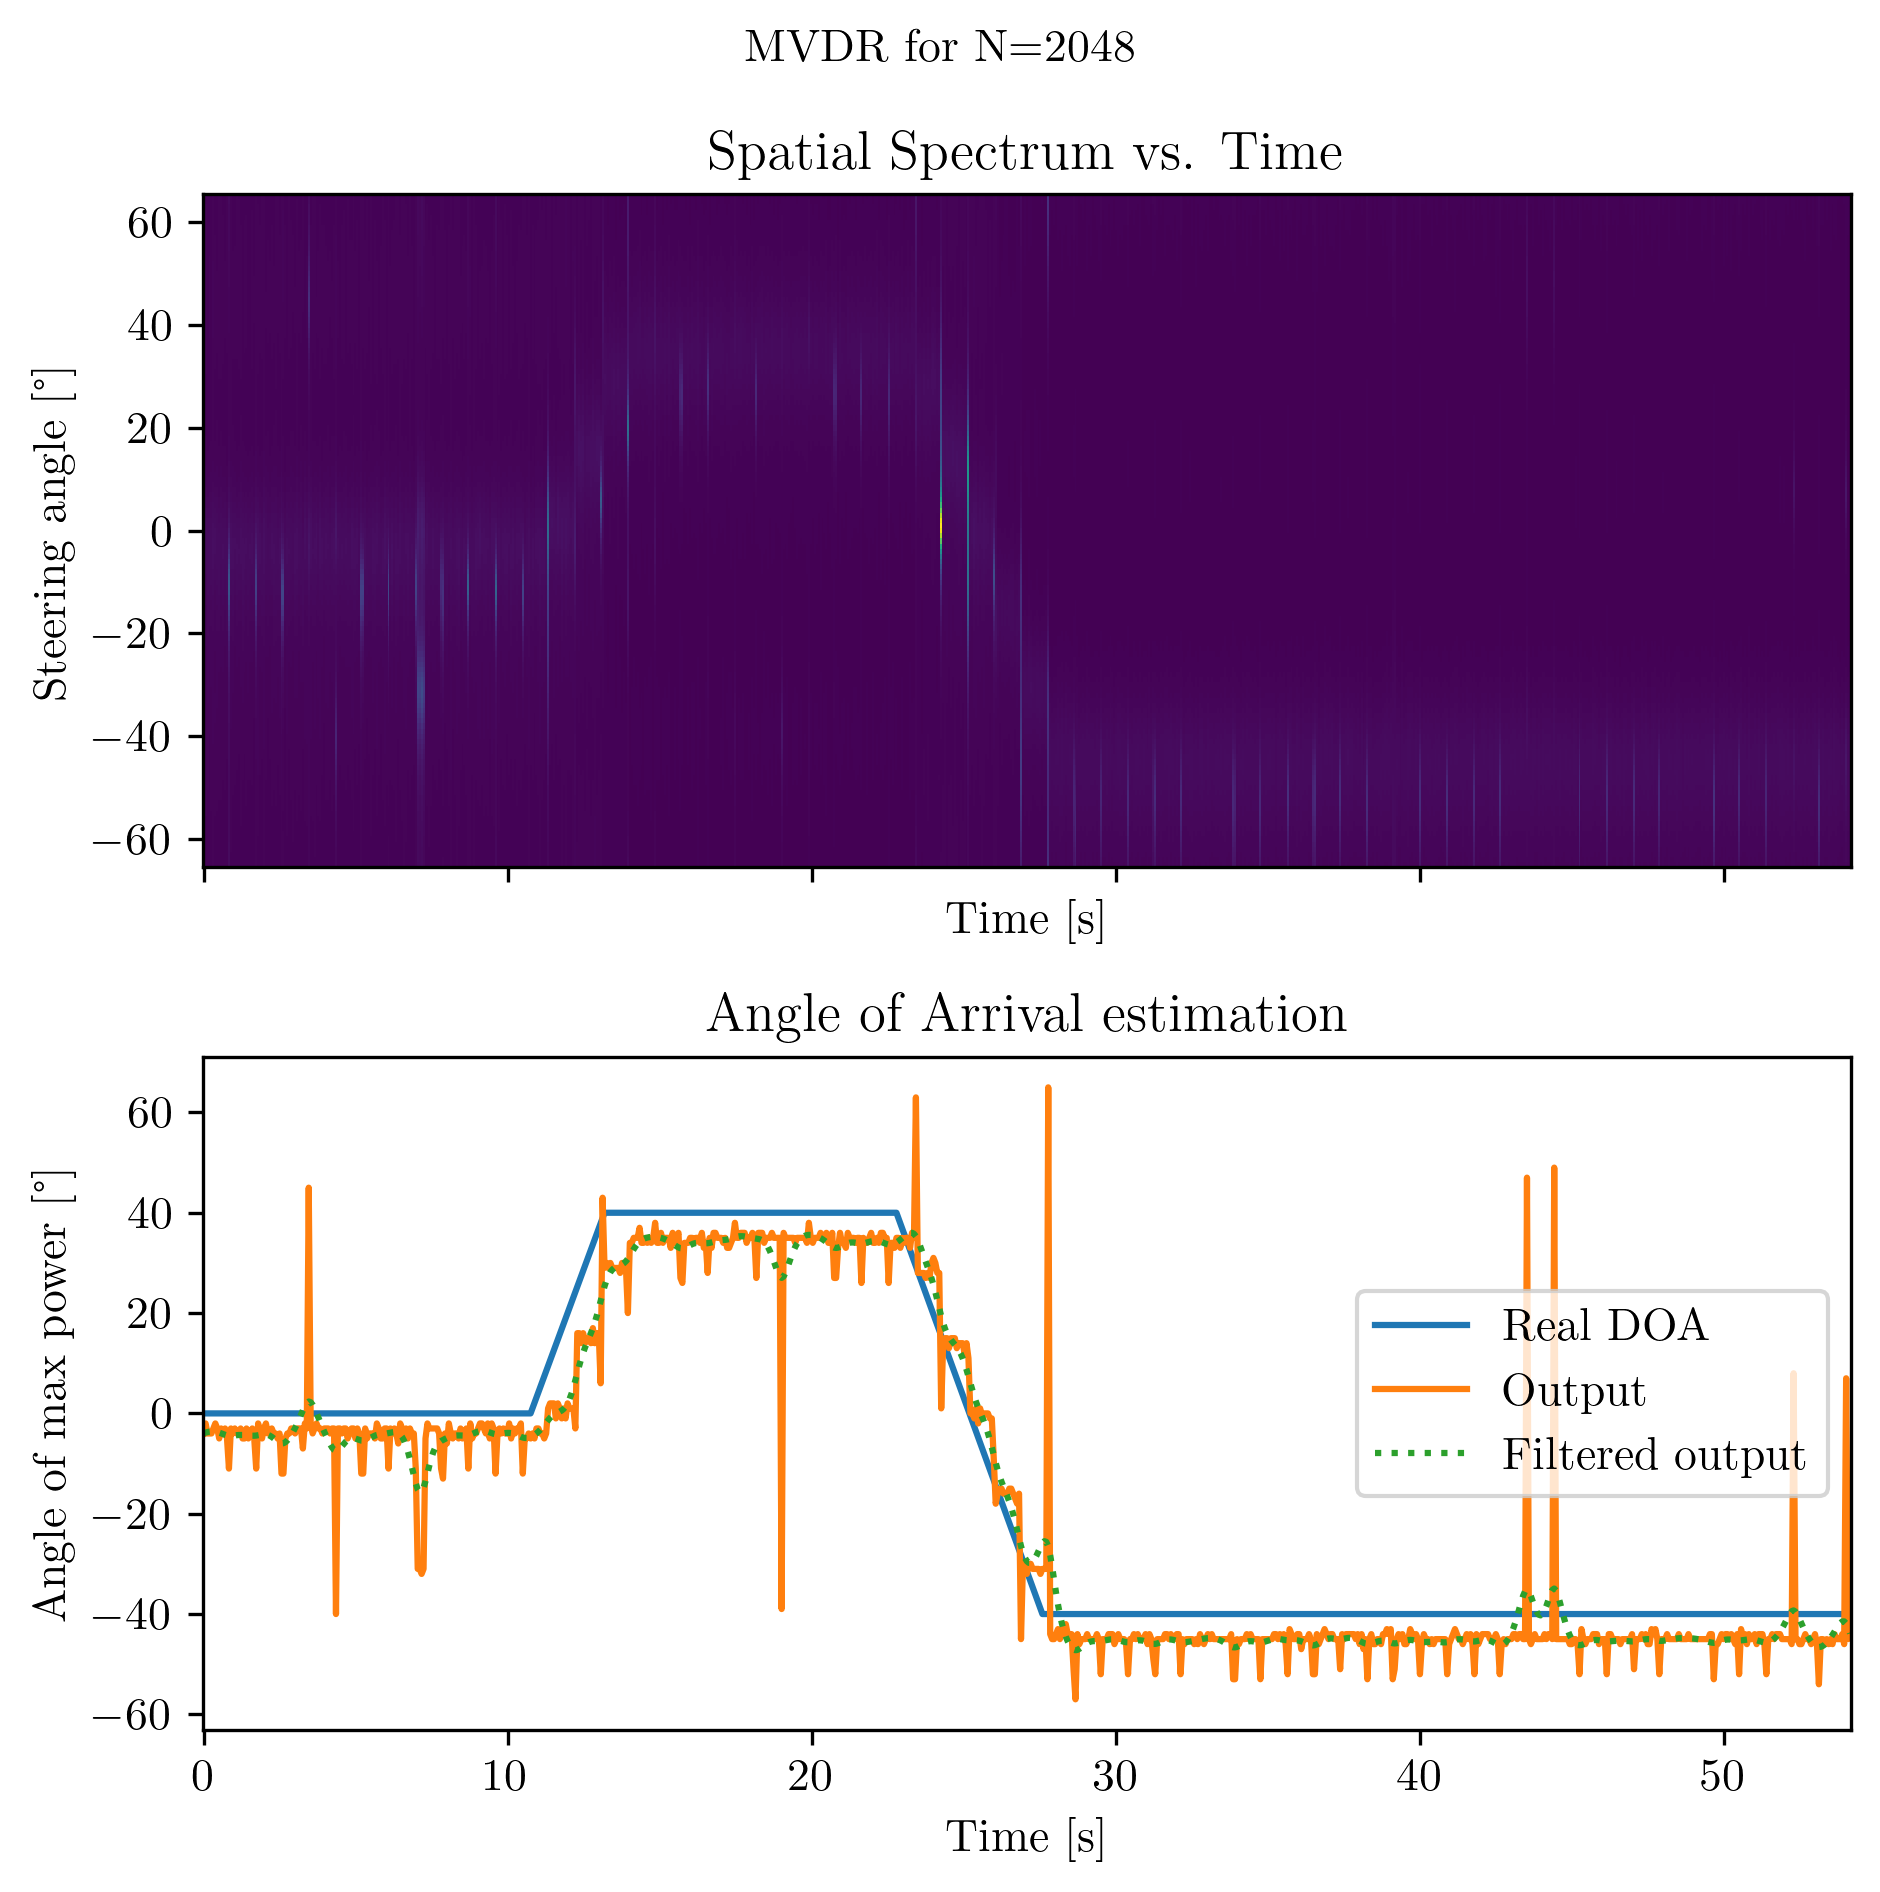 MVDR for N=2048
Spatial Spectrum vs. Time
60
40
20
0
−20
−40
−60
Steering angle [°]
Time [s]
Angle of Arrival estimation
60
40
20
0
−20
−40
−60
Angle of max power [°]
Real DOA
Output
Filtered output
0 10 20 30 40 50
Time [s]